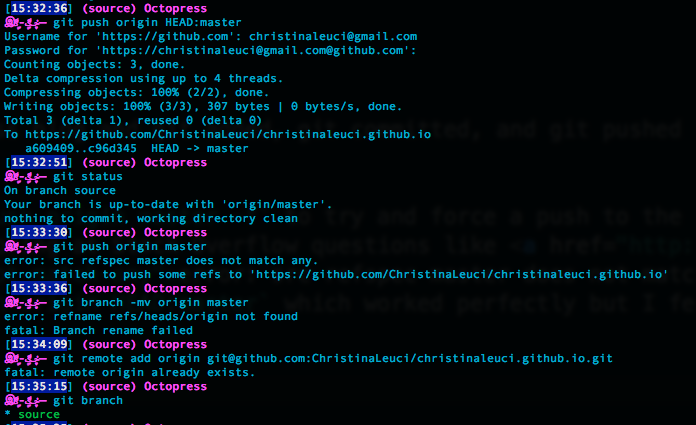 [15:32:36] (source) Octopress
git push origin HEAD:master
Username for 'https://github.com': christinaleuci@gmail.com
Password for 'https://christinaleuci@gmail.com@github.com':
Counting objects: 3, done.
Delta compression using up to 4 threads.
Compressing objects: 100% (2/2), done.
Writing objects: 100% (3/3), 307 bytes | 0 bytes/s, done.
Total 3 (delta 1), reused 0 (delta 0)
To https://github.com/ChristinaLeuci/christinaleuci.github.io
a609409..c96d345 HEAD -> master
[15:32:51] (source) Octopress
git status
On branch source
Your branch is up-to-date with 'origin/master'.
nothing to commit, working directory clean
[15:33:30] (source) Octopress
git push origin master
error: src refspec master does not match any.
error: failed to push some refs to 'https://github.com/ChristinaLeuci/christinaleuci.github.io'
[15:33:36] (source) Octopress
git branch -mv origin master
error: refname refs/heads/origin not found
fatal: Branch rename failed
[15:34:09] (source) Octopress
git remote add origin git@github.com:ChristinaLeuci/christinaleuci.github.io.git
fatal: remote origin already exists.
[15:35:15] (source) Octopress
git branch
* source